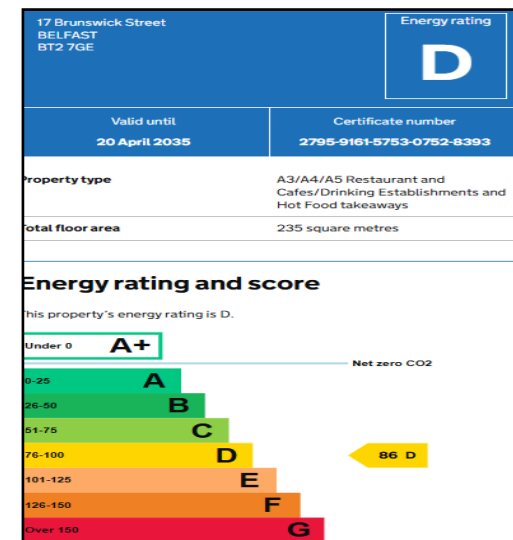 17 Brunswick Street
BELFAST
BT2 7GE
Energy rating
D
Valid until
20 April 2035
Certificate number
2795-9161-5753-0752-8393
Property type
A3/A4/A5 Restaurant and
Cafes/Drinking Establishments and
Hot Food takeaways
Total floor area
235 square metres
Energy rating and score
This property's energy rating is D.
Under 0 A+
Net zero CO2
0-25 A
26-50 B
51-75 C
76-100 D
86 D
101-125 E
126-150 F
Over 150 G